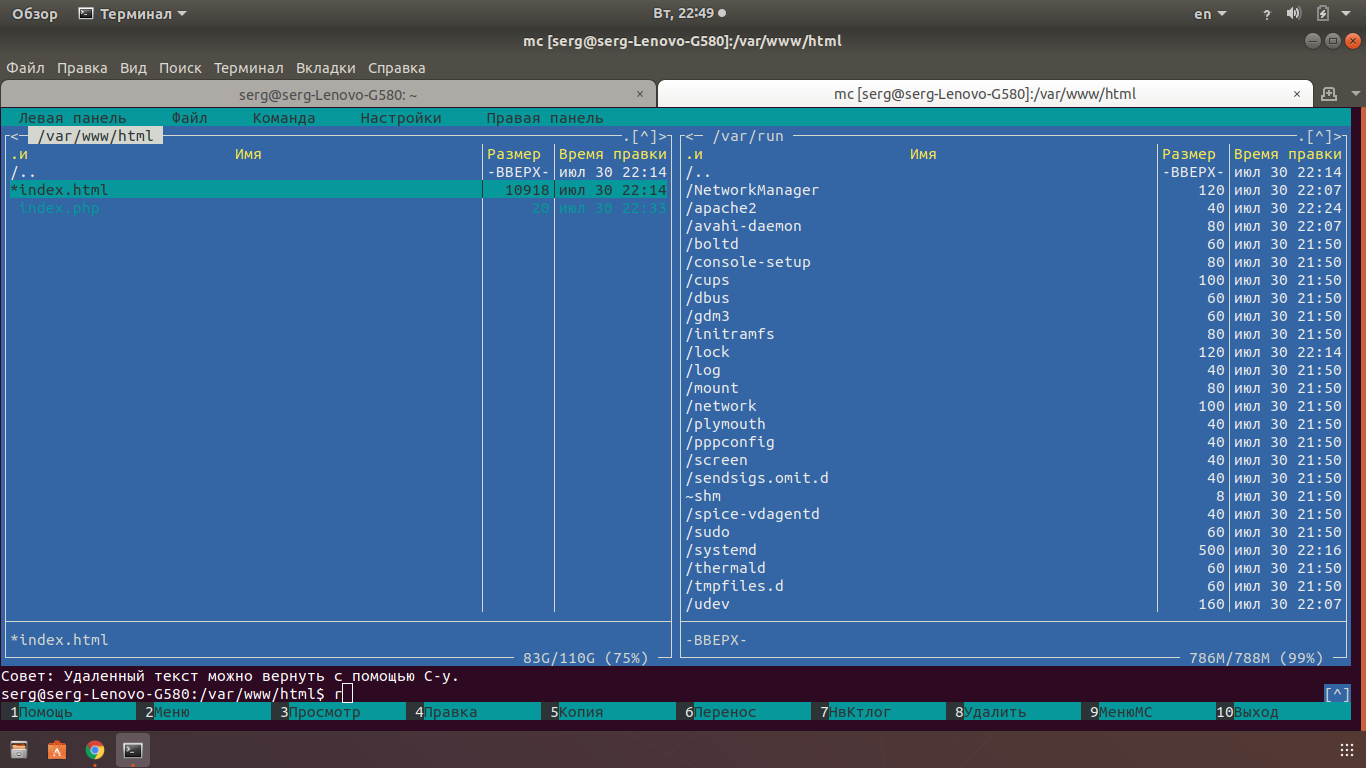 Обзор Терминал Вт, 22:49 en ?
mc [serg@serg-Lenovo-G580]:/var/www/html
Файл Правка Вид Поиск Терминал Вкладки Справка
serg@serg-Lenovo-G580: ~ × mc [serg@serg-Lenovo-G580]:/var/www/html ×
Левая панель Файл Команда Настройки Правая панель
<─ /var/www/html .[^]> <─ /var/run .[^]>
.и Имя Размер Время правки .и Имя Размер Время правки
/.. -ВВЕРХ- июл 30 22:14 /.. -ВВЕРХ- июл 30 22:14
*index.html 10918 июл 30 22:14 /NetworkManager 120 июл 30 22:07
index.php 20 июл 30 22:33 /apache2 40 июл 30 22:24
/avahi-daemon 80 июл 30 22:07
/boltd 60 июл 30 21:50
/console-setup 80 июл 30 21:50
/cups 100 июл 30 21:50
/dbus 60 июл 30 21:50
/gdm3 60 июл 30 21:50
/initramfs 80 июл 30 21:50
/lock 120 июл 30 22:14
/log 40 июл 30 21:50
/mount 80 июл 30 21:50
/network 100 июл 30 21:50
/plymouth 40 июл 30 21:50
/pppconfig 40 июл 30 21:50
/screen 40 июл 30 21:50
/sendsigs.omit.d 40 июл 30 21:50
~shm 8 июл 30 21:50
/spice-vdagentd 40 июл 30 21:50
/sudo 60 июл 30 21:50
/systemd 500 июл 30 22:16
/thermald 60 июл 30 21:50
/tmpfiles.d 60 июл 30 21:50
/udev 160 июл 30 22:07
*index.html -ВВЕРХ-
83G/110G (75%) 786M/788M (99%)
Совет: Удаленный текст можно вернуть с помощью C-y.
serg@serg-Lenovo-G580:/var/www/html$ r [^]
1Помощь 2Меню 3Просмотр 4Правка 5Копия 6Перенос 7НвКтлог 8Удалить 9МенюMC 10Выход